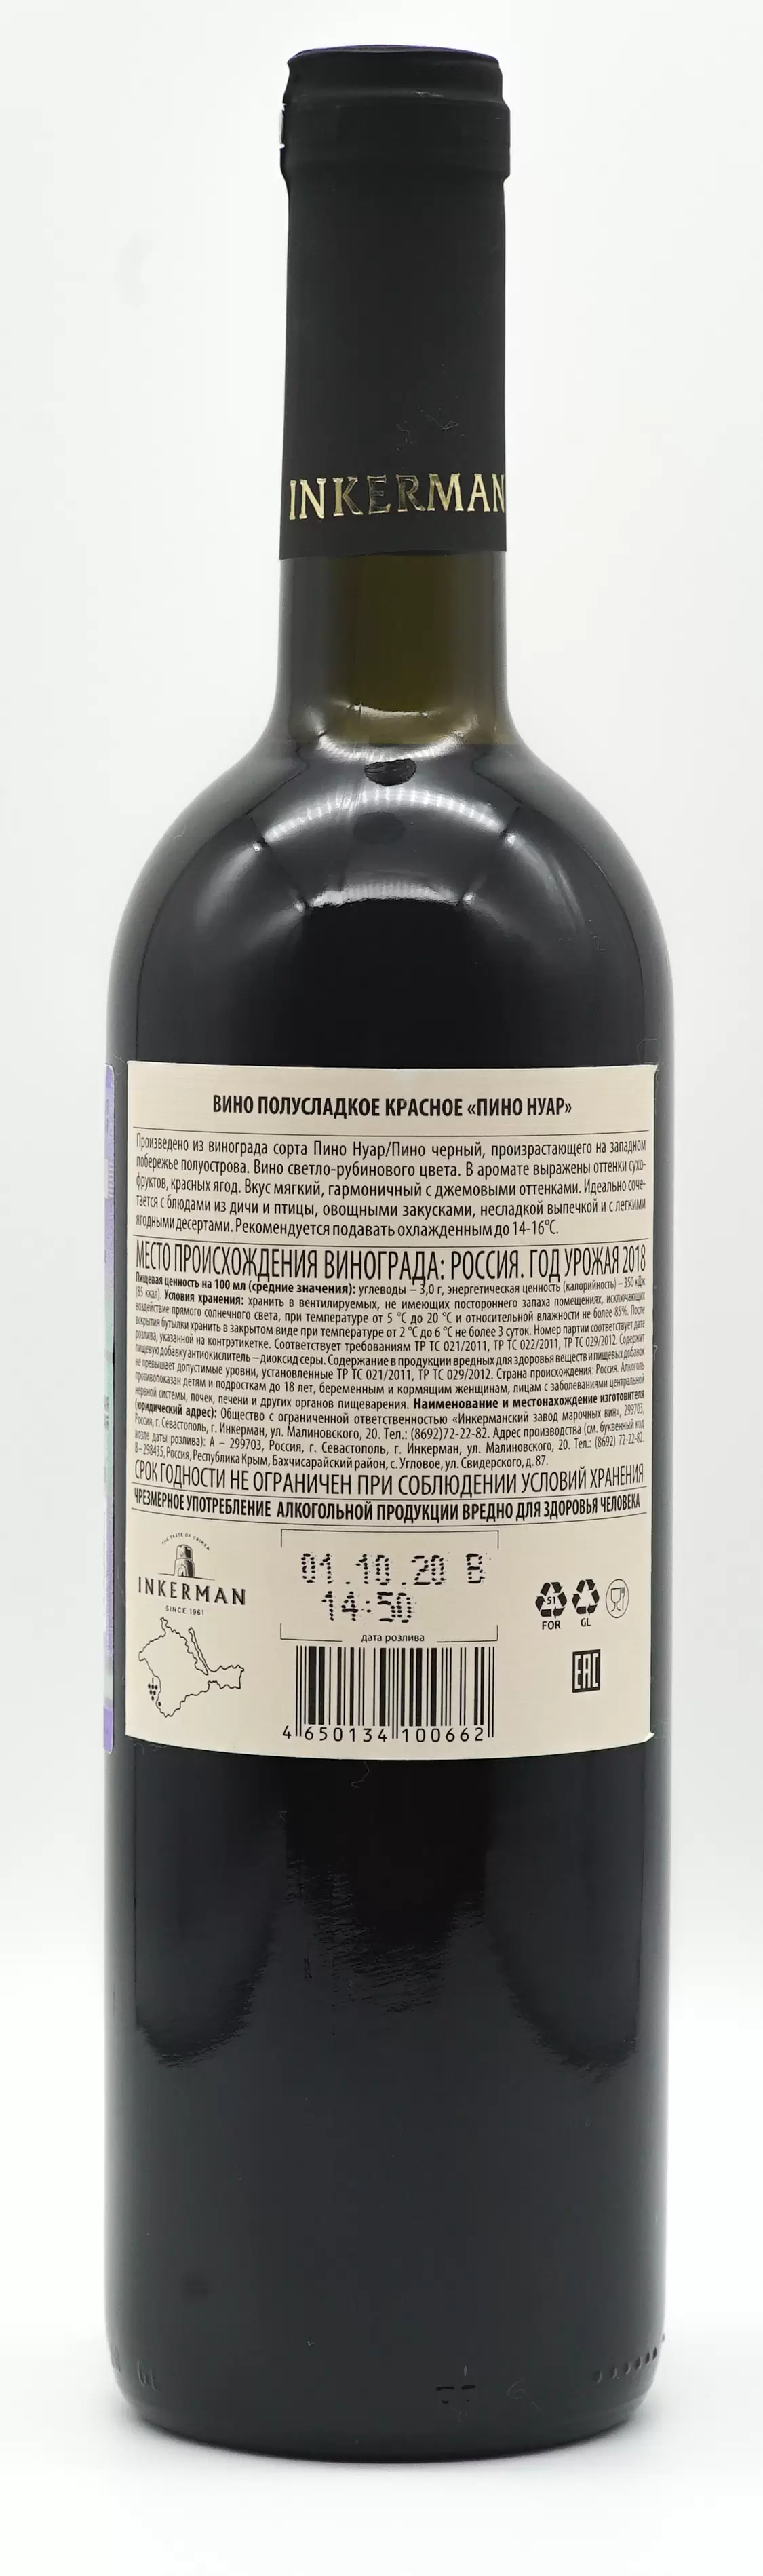 INKERMAN
ВИНО ПОЛУСЛАДКОЕ КРАСНОЕ «ПИНО НУАР»
Произведено из винограда сорта Пино Нуар/Пино черный, произрастающего на западном
побережье полуострова. Вино светло-рубинового цвета. В аромате выражены оттенки сухо-
фруктов, красных ягод. Вкус мягкий, гармоничный с джемовыми оттенками. Идеально соче-
тается с блюдами из дичи и птицы, овощными закусками, несладкой выпечкой и с легкими
ягодными десертами. Рекомендуется подавать охлажденным до 14-16°С.
МЕСТО ПРОИСХОЖДЕНИЯ ВИНОГРАДА: РОССИЯ. ГОД УРОЖАЯ 2018
Пищевая ценность на 100 мл (средние значения): углеводы – 3,0 г, энергетическая ценность (калорийность) – 350 кДж
(85 ккал). Условия хранения: хранить в вентилируемых, не имеющих постороннего запаха помещениях, исключающих
воздействие прямого солнечного света, при температуре от 5 °С до 20 °С и относительной влажности не более 85%. После
вскрытия бутылки хранить в закрытом виде при температуре от 2 °С до 6 °С не более 3 суток. Номер партии соответствует дате
розлива, указанной на контрэтикетке. Соответствует требованиям ТР ТС 021/2011, ТР ТС 022/2011, ТР ТС 029/2012. Содержит
пищевую добавку антиокислитель – диоксид серы. Содержание в продукции вредных для здоровья веществ и пищевых добавок
не превышает допустимые уровни, установленные ТР ТС 021/2011, ТР ТС 029/2012. Страна происхождения: Россия. Алкоголь
противопоказан детям и подросткам до 18 лет, беременным и кормящим женщинам, лицам с заболеваниями центральной
нервной системы, почек, печени и других органов пищеварения. Наименование и местонахождение изготовителя
(юридический адрес): Общество с ограниченной ответственностью «Инкерманский завод марочных вин», 299703,
Россия, г. Севастополь, г. Инкерман, ул. Малиновского, 20. Тел.: (8692)72-22-82. Адрес производства (см. буквенный код
возле даты розлива): А – 299703, Россия, г. Севастополь, г. Инкерман, ул. Малиновского, 20. Тел.: (8692) 72-22-82.
В – 298435, Россия, Республика Крым, Бахчисарайский район, с. Угловое, ул. Свидерского, д. 87.
СРОК ГОДНОСТИ НЕ ОГРАНИЧЕН ПРИ СОБЛЮДЕНИИ УСЛОВИЙ ХРАНЕНИЯ
ЧРЕЗМЕРНОЕ УПОТРЕБЛЕНИЕ АЛКОГОЛЬНОЙ ПРОДУКЦИИ ВРЕДНО ДЛЯ ЗДОРОВЬЯ ЧЕЛОВЕКА
THE TASTE OF CRIMEA
INKERMAN
SINCE 1961
01.10.20 В
14:50
дата розлива
51
FOR
GL
EAC
4 650134 100662